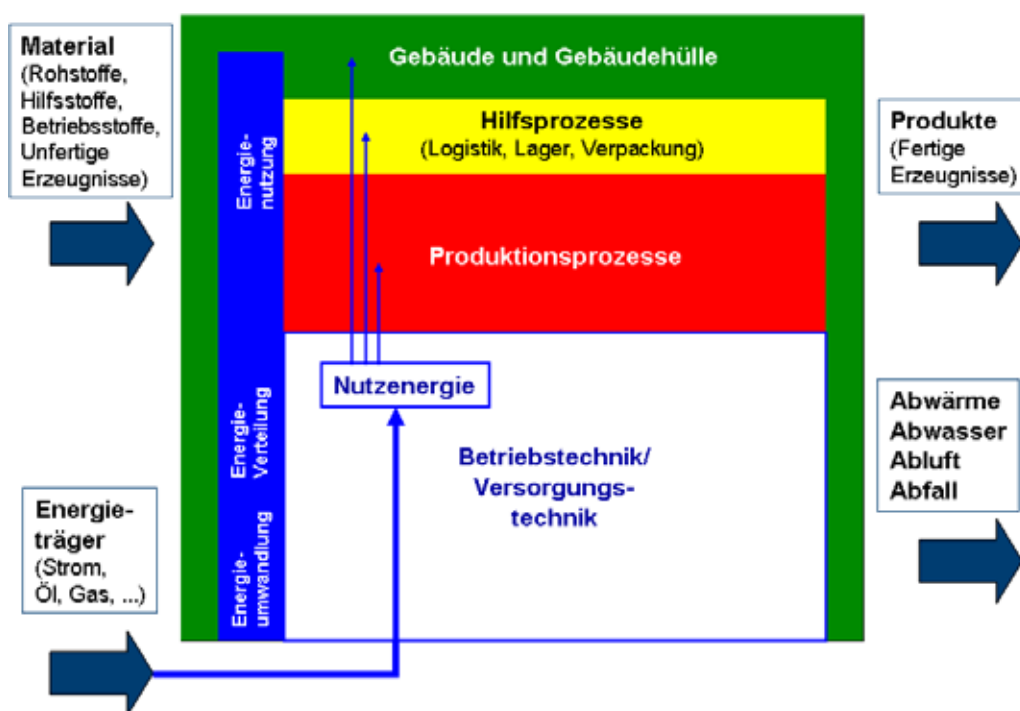 Material
(Rohstoffe,
Hilfsstoffe,
Betriebsstoffe,
Unfertige
Erzeugnisse)
Gebäude und Gebäudehülle
Hilfsprozesse
(Logistik, Lager, Verpackung)
Produkte
(Fertige
Erzeugnisse)
Energie-
nutzung
Produktionsprozesse
Nutzenergie
Energie-
Verteilung
Betriebstechnik/
Versorgungs-
technik
Abwärme
Abwasser
Abluft
Abfall
Energie-
träger
(Strom,
Öl, Gas, ...)
Energie-
umwandlung